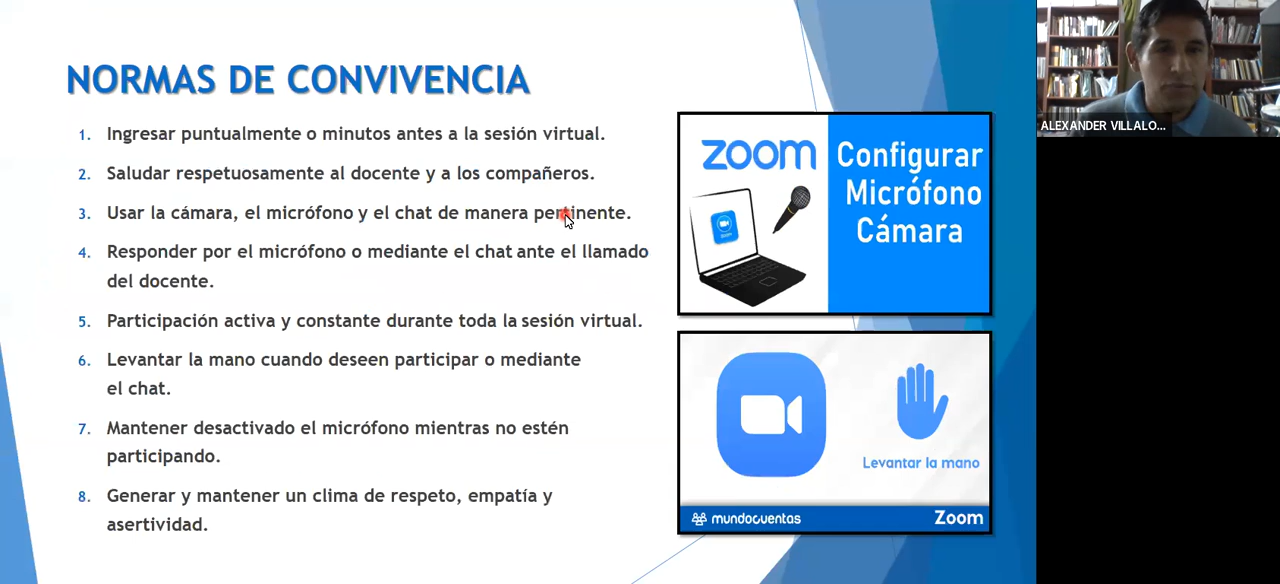 NORMAS DE CONVIVENCIA
1. Ingresar puntualmente o minutos antes a la sesión virtual.
2. Saludar respetuosamente al docente y a los compañeros.
3. Usar la cámara, el micrófono y el chat de manera pertinente.
4. Responder por el micrófono o mediante el chat ante el llamado
del docente.
5. Participación activa y constante durante toda la sesión virtual.
6. Levantar la mano cuando deseen participar o mediante
el chat.
7. Mantener desactivado el micrófono mientras no estén
participando.
8. Generar y mantener un clima de respeto, empatía y
asertividad.
zoom
Configurar
Micrófono
Cámara
Levantar la mano
mundocuentas
Zoom
ALEXANDER VILLALO...